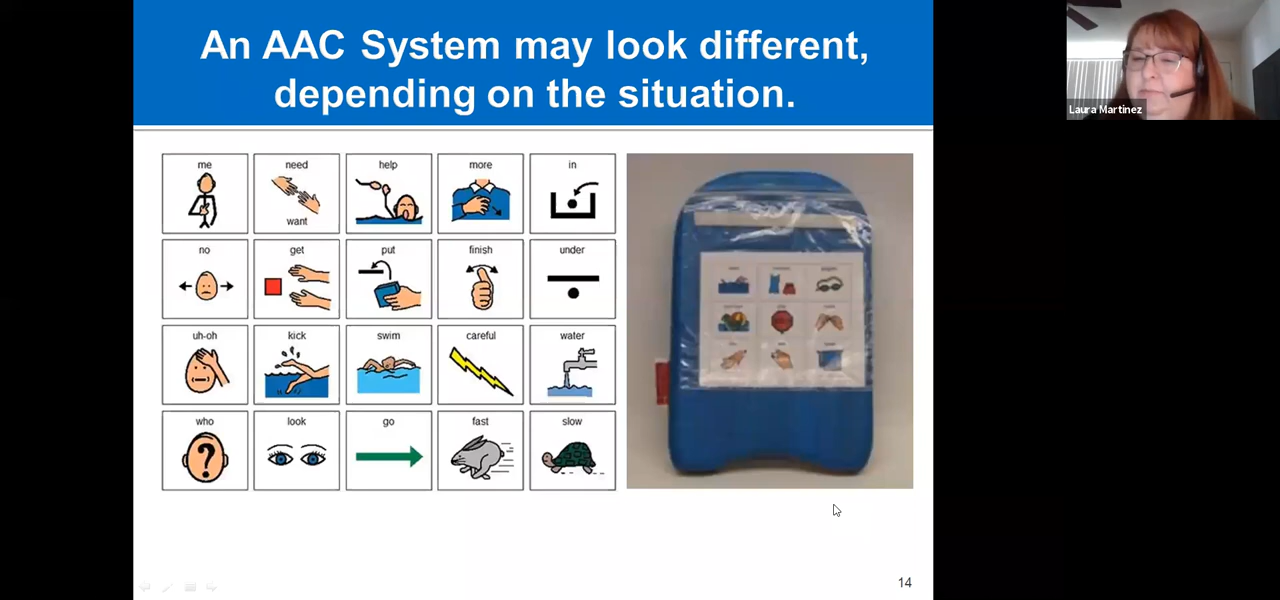 An AAC System may look different,
depending on the situation.
Laura Martinez
me need help more in
want
no get put finish under
uh-oh kick swim careful water
who look go fast slow
14